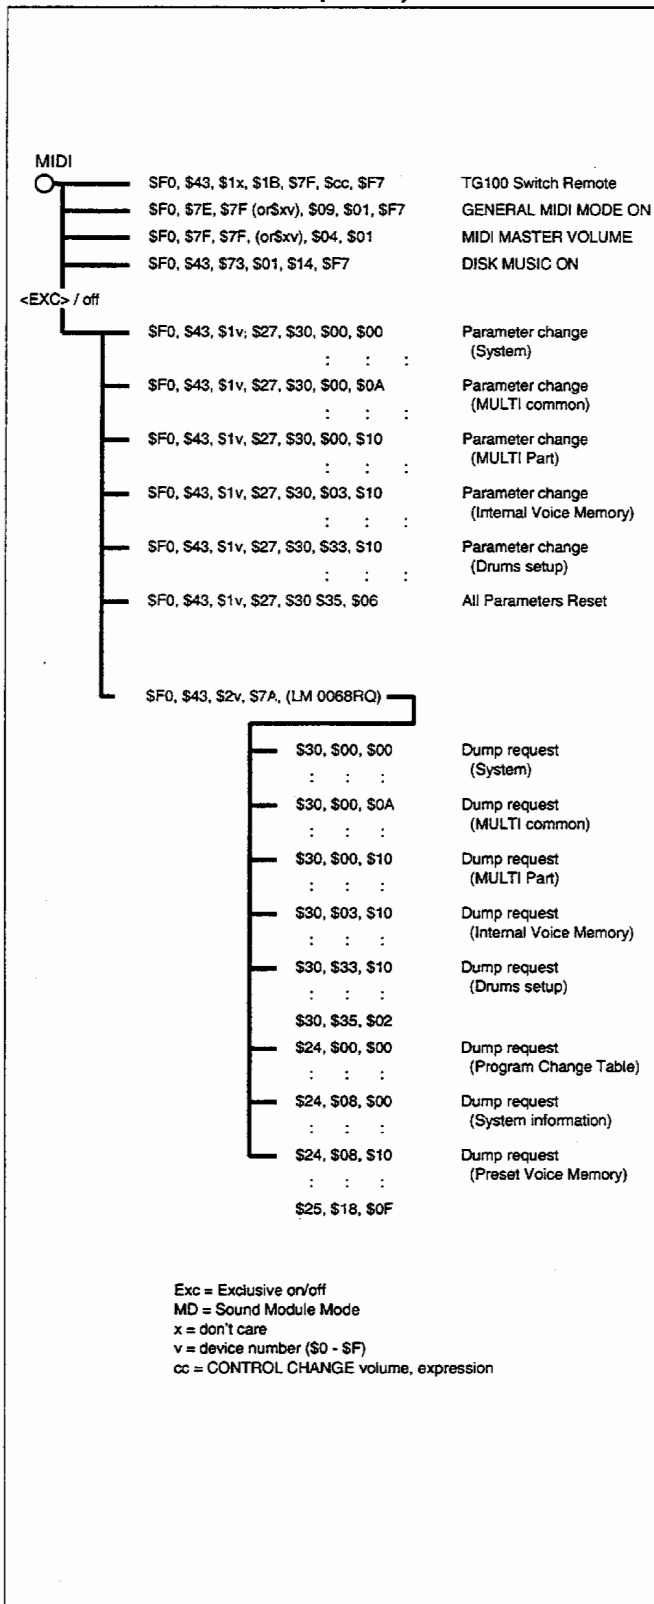 MIDI
$F0, $43, $1x, $1B, $7F, $cc, $F7 TG100 Switch Remote
$F0, $7E, $7F (or$xv), $09, $01, $F7 GENERAL MIDI MODE ON
$F0, $7F, $7F, (or$xv), $04, $01 MIDI MASTER VOLUME
$F0, $43, $73, $01, $14, $F7 DISK MUSIC ON
<EXC> / off
$F0, $43, $1v; $27, $30, $00, $00 Parameter change
: : : (System)
$F0, $43, $1v, $27, $30, $00, $0A Parameter change
: : : (MULTI common)
$F0, $43, $1v, $27, $30, $00, $10 Parameter change
: : : (MULTI Part)
$F0, $43, $1v, $27, $30, $03, $10 Parameter change
: : : (Internal Voice Memory)
$F0, $43, $1v, $27, $30, $33, $10 Parameter change
: : : (Drums setup)
$F0, $43, $1v, $27, $30 $35, $06 All Parameters Reset
$F0, $43, $2v, $7A, (LM 0068RQ)
$30, $00, $00 Dump request
: : : (System)
$30, $00, $0A Dump request
: : : (MULTI common)
$30, $00, $10 Dump request
: : : (MULTI Part)
$30, $03, $10 Dump request
: : : (Internal Voice Memory)
$30, $33, $10 Dump request
: : : (Drums setup)
$30, $35, $02
$24, $00, $00 Dump request
: : : (Program Change Table)
$24, $08, $00 Dump request
: : : (System information)
$24, $08, $10 Dump request
: : : (Preset Voice Memory)
$25, $18, $0F
Exc = Exclusive on/off
MD = Sound Module Mode
x = don't care
v = device number ($0 - $F)
cc = CONTROL CHANGE volume, expression